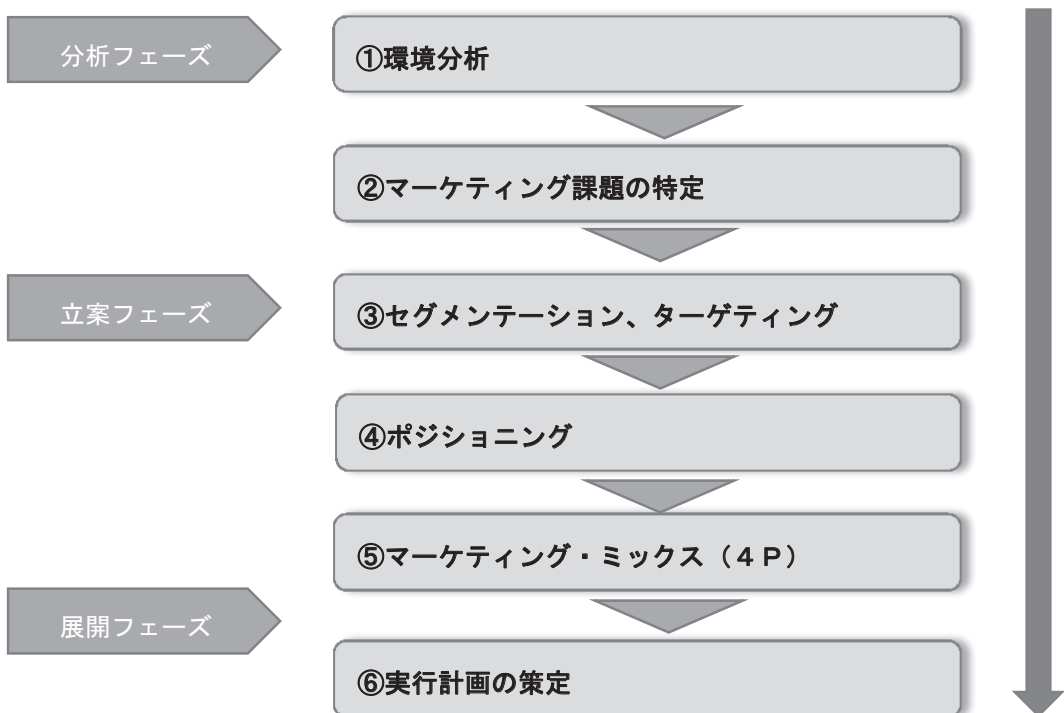 分析フェーズ
①環境分析
②マーケティング課題の特定
立案フェーズ
③セグメンテーション、ターゲティング
④ポジショニング
⑤マーケティング・ミックス（４Ｐ）
展開フェーズ
⑥実行計画の策定